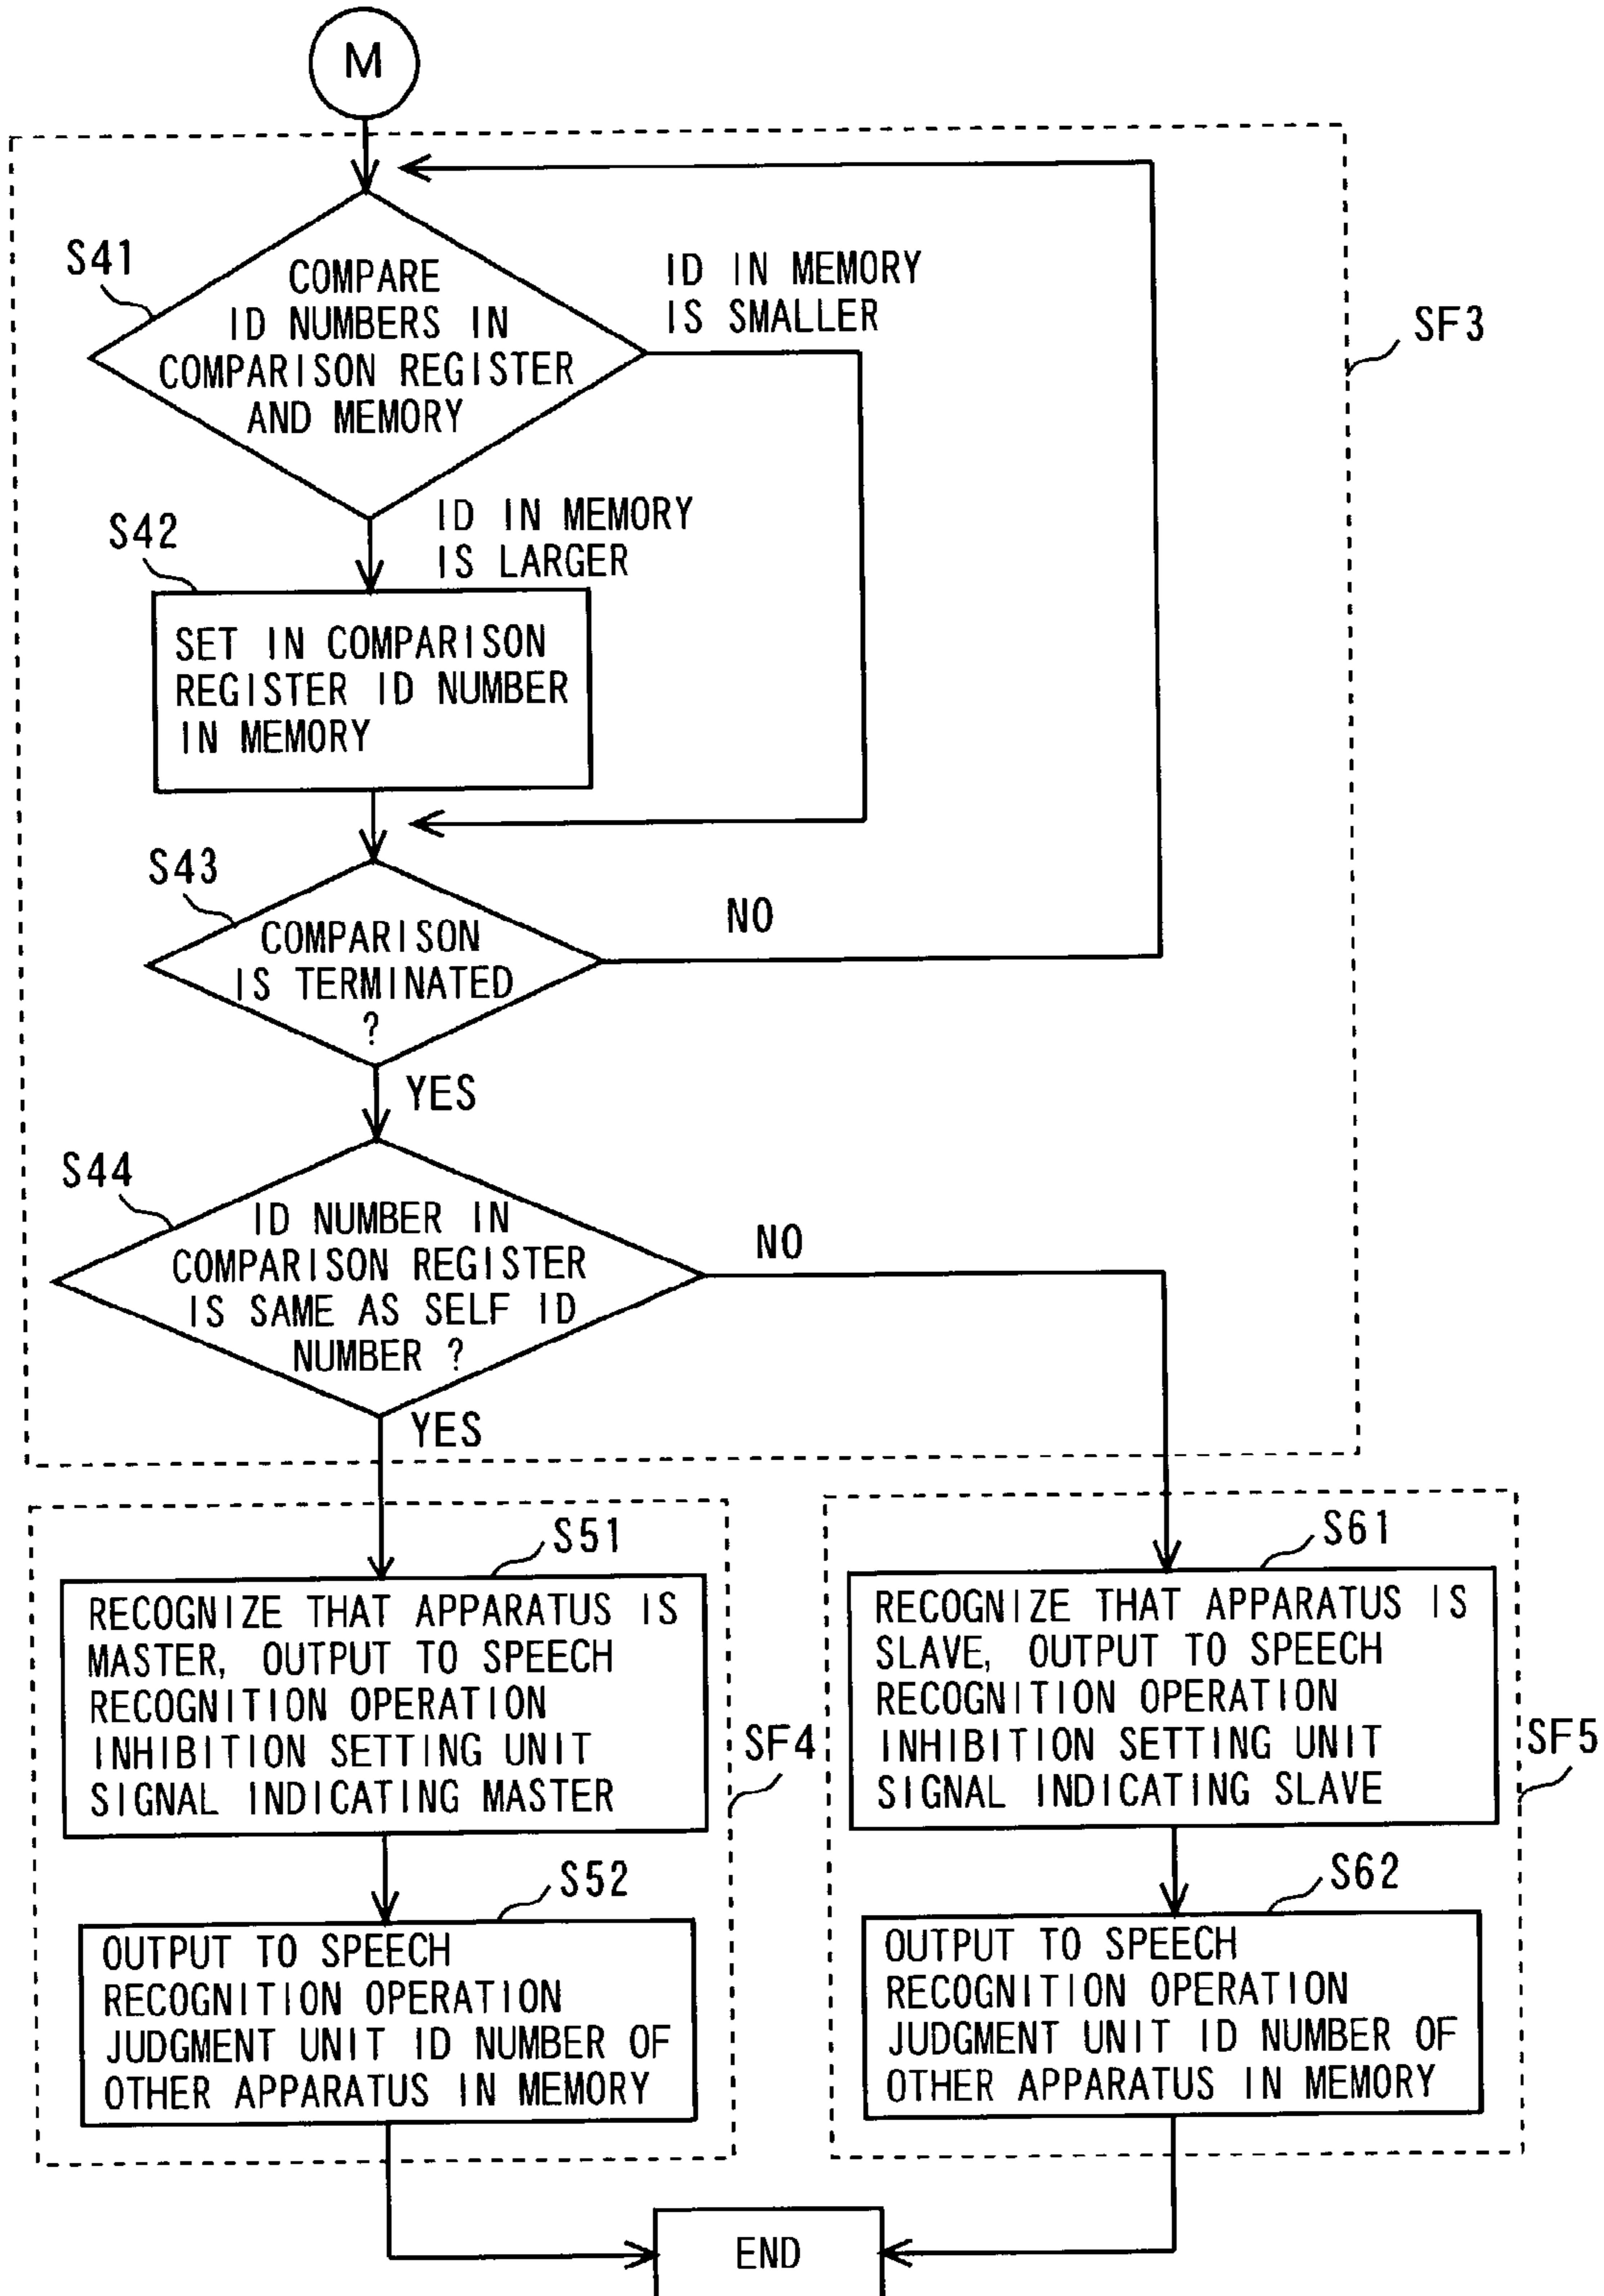 M
S41
COMPARE
ID NUMBERS IN
COMPARISON REGISTER
AND MEMORY
ID IN MEMORY
IS SMALLER
SF3
ID IN MEMORY
IS LARGER
S42
SET IN COMPARISON
REGISTER ID NUMBER
IN MEMORY
S43
COMPARISON
IS TERMINATED
?
NO
YES
S44
ID NUMBER IN
COMPARISON REGISTER
IS SAME AS SELF ID
NUMBER ?
NO
YES
S51
RECOGNIZE THAT APPARATUS IS
MASTER, OUTPUT TO SPEECH
RECOGNITION OPERATION
INHIBITION SETTING UNIT
SIGNAL INDICATING MASTER
SF4
S52
OUTPUT TO SPEECH
RECOGNITION OPERATION
JUDGMENT UNIT ID NUMBER OF
OTHER APPARATUS IN MEMORY
S61
RECOGNIZE THAT APPARATUS IS
SLAVE, OUTPUT TO SPEECH
RECOGNITION OPERATION
INHIBITION SETTING UNIT
SIGNAL INDICATING SLAVE
SF5
S62
OUTPUT TO SPEECH
RECOGNITION OPERATION
JUDGMENT UNIT ID NUMBER OF
OTHER APPARATUS IN MEMORY
END